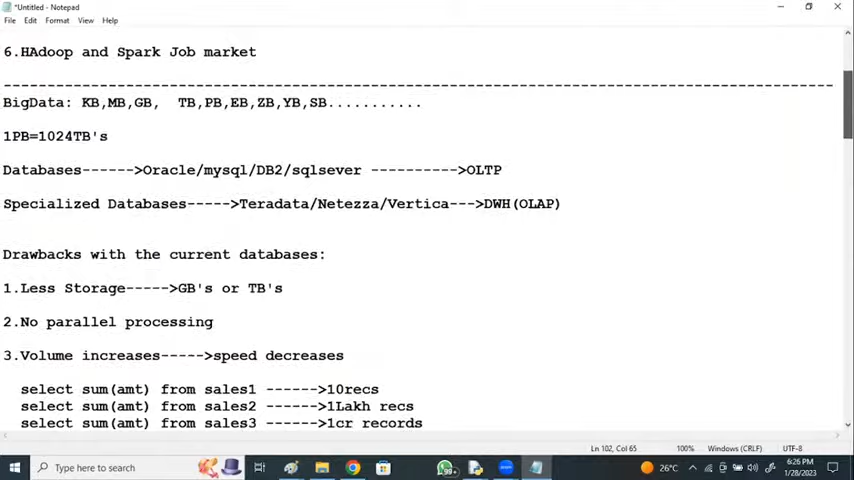 *Untitled - Notepad
File Edit Format View Help
6.HAdoop and Spark Job market
--------------------------------------------------------------------------------------------
BigData: KB,MB,GB,  TB,PB,EB,ZB,YB,SB...........
1PB=1024TB's
Databases------>Oracle/mysql/DB2/sqlsever ---------->OLTP
Specialized Databases----->Teradata/Netezza/Vertica--->DWH(OLAP)
Drawbacks with the current databases:
1.Less Storage----->GB's or TB's
2.No parallel processing
3.Volume increases----->speed decreases
select sum(amt) from sales1 ------>10recs
select sum(amt) from sales2 ------>1Lakh recs
select sum(amt) from sales3 ------>1cr records
Ln 102, Col 65 100% Windows (CRLF) UTF-8
Type here to search 99+ 26°C 6:26 PM
1/28/2023